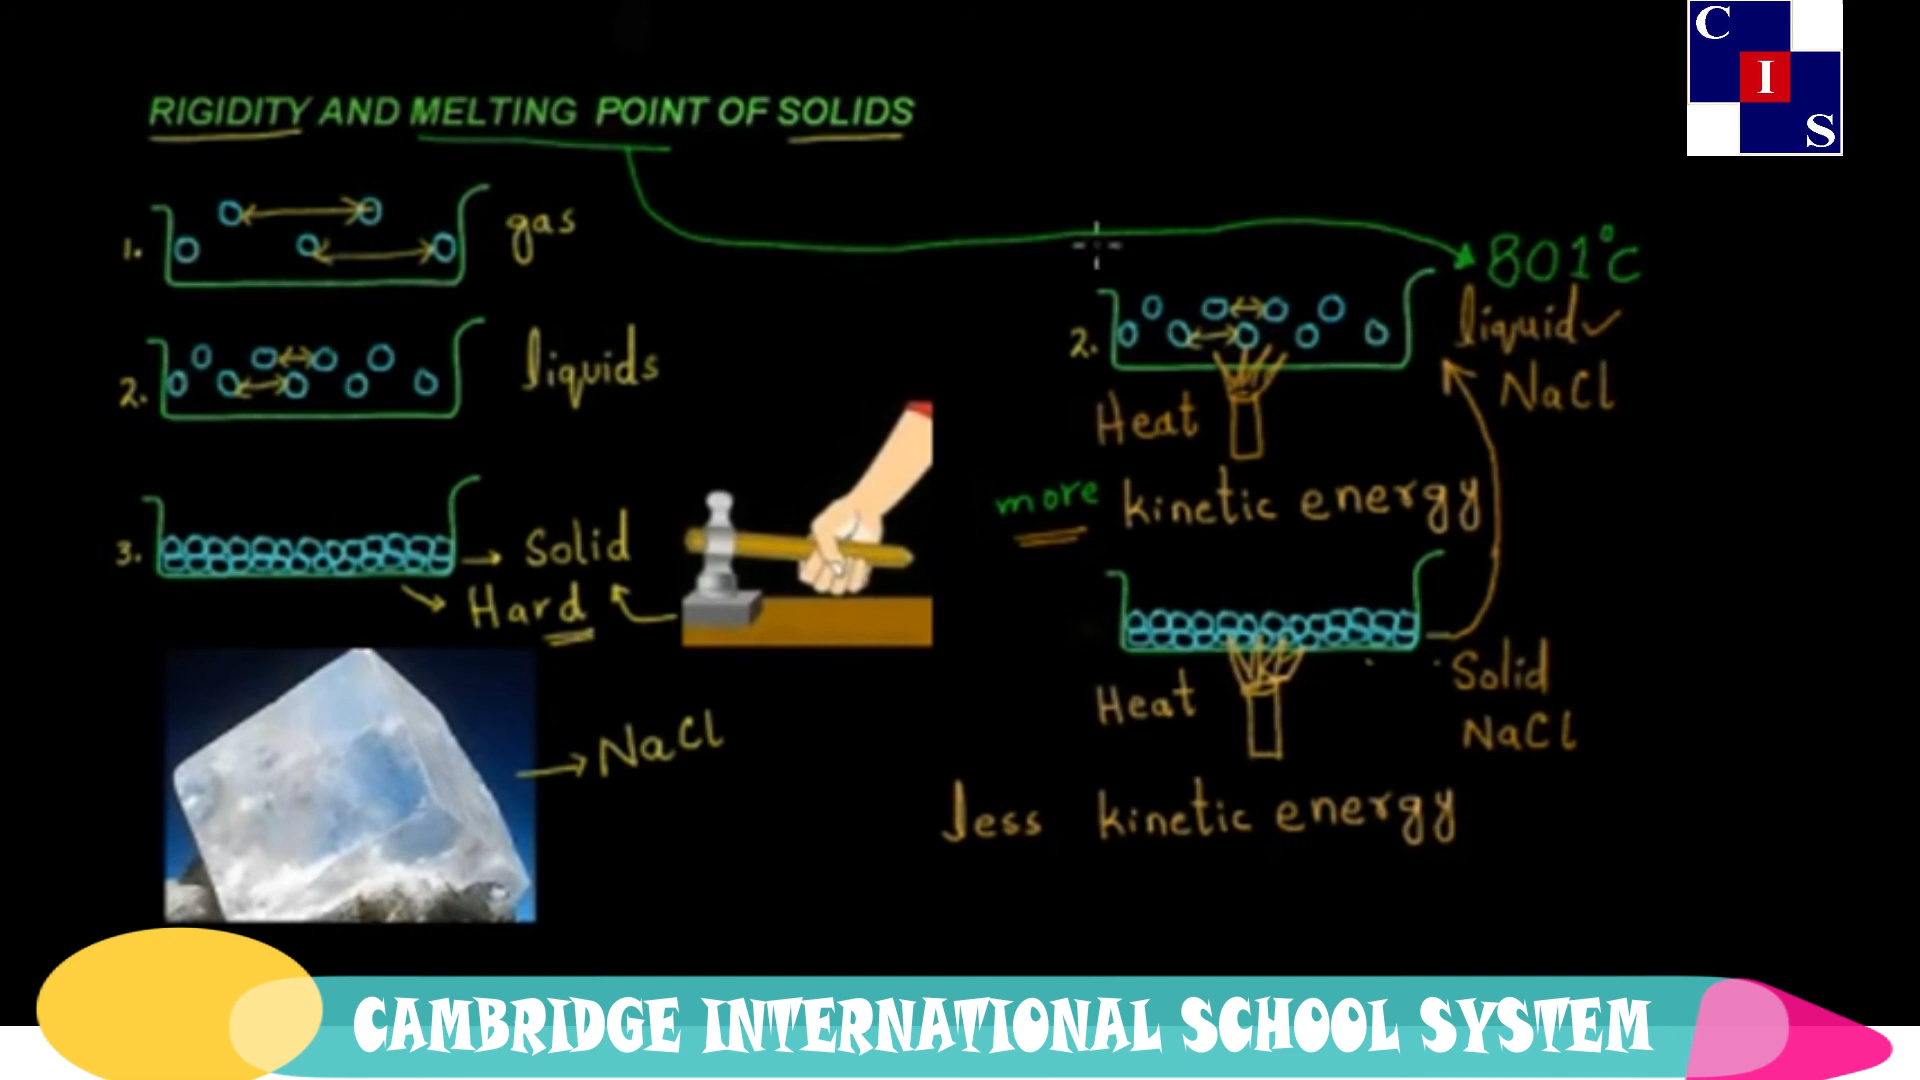 C
I
S
RIGIDITY AND MELTING POINT OF SOLIDS
1.
gas
2.
liquids
3.
Solid
Hard
NaCl
801°C
2.
liquid
NaCl
Heat
more kinetic energy
Solid
NaCl
Heat
less kinetic energy
CAMBRIDGE INTERNATIONAL SCHOOL SYSTEM